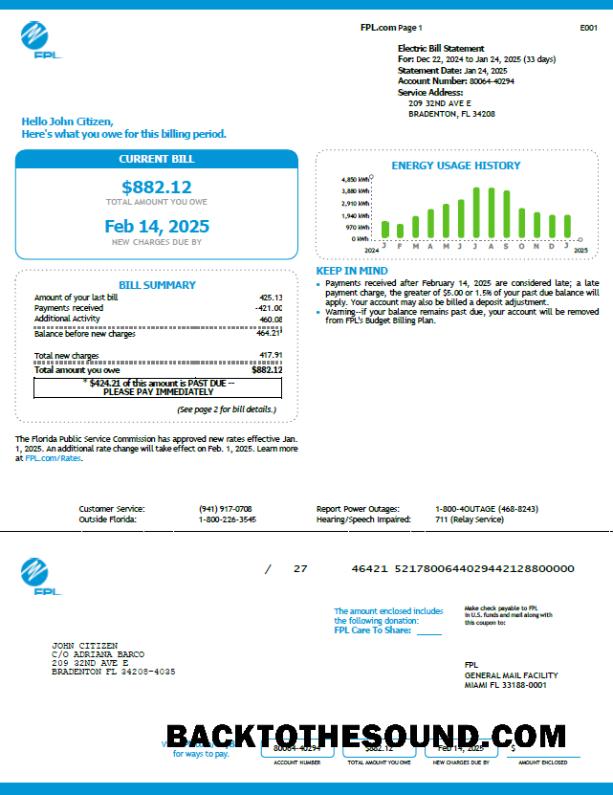 FPL.com Page 1
E001
FPL
Electric Bill Statement
For: Dec 22, 2024 to Jan 24, 2025 (33 days)
Statement Date: Jan 24, 2025
Account Number: 80064-40294
Service Address:
209 32ND AVE E
BRADENTON, FL 34208
Hello John Citizen,
Here's what you owe for this billing period.
CURRENT BILL
$882.12
TOTAL AMOUNT YOU OWE
Feb 14, 2025
NEW CHARGES DUE BY
ENERGY USAGE HISTORY
4,850 kWh
3,880 kWh
2,910 kWh
1,940 kWh
970 kWh
0 kWh
J F M A M J J A S O N D J
2024 2025
BILL SUMMARY
Amount of your last bill 425.13
Payments received -421.00
Additional Activity 460.08
Balance before new charges 464.21*
Total new charges 417.91
Total amount you owe $882.12
* $424.21 of this amount is PAST DUE --
PLEASE PAY IMMEDIATELY
(See page 2 for bill details.)
KEEP IN MIND
• Payments received after February 14, 2025 are considered late; a late
payment charge, the greater of $5.00 or 1.5% of your past due balance will
apply. Your account may also be billed a deposit adjustment.
• Warning--if your balance remains past due, your account will be removed
from FPL's Budget Billing Plan.
The Florida Public Service Commission has approved new rates effective Jan.
1, 2025. An additional rate change will take effect on Feb. 1, 2025. Learn more
at FPL.com/Rates.
Customer Service: (941) 917-0708
Outside Florida: 1-800-226-3545
Report Power Outages: 1-800-4OUTAGE (468-8243)
Hearing/Speech Impaired: 711 (Relay Service)
FPL
/ 27 46421 5217800644029442128800000
The amount enclosed includes
the following donation:
FPL Care To Share:
Make check payable to FPL
in U.S. funds and mail along with
this coupon to:
JOHN CITIZEN
C/O ADRIANA BARCO
209 32ND AVE E
BRADENTON FL 34208-4035
FPL
GENERAL MAIL FACILITY
MIAMI FL 33188-0001
BACKTOTHESOUND.COM
for ways to pay.
80064-40294
$882.12
Feb 14, 2025
$
ACCOUNT NUMBER
TOTAL AMOUNT YOU OWE
NEW CHARGES DUE BY
AMOUNT ENCLOSED